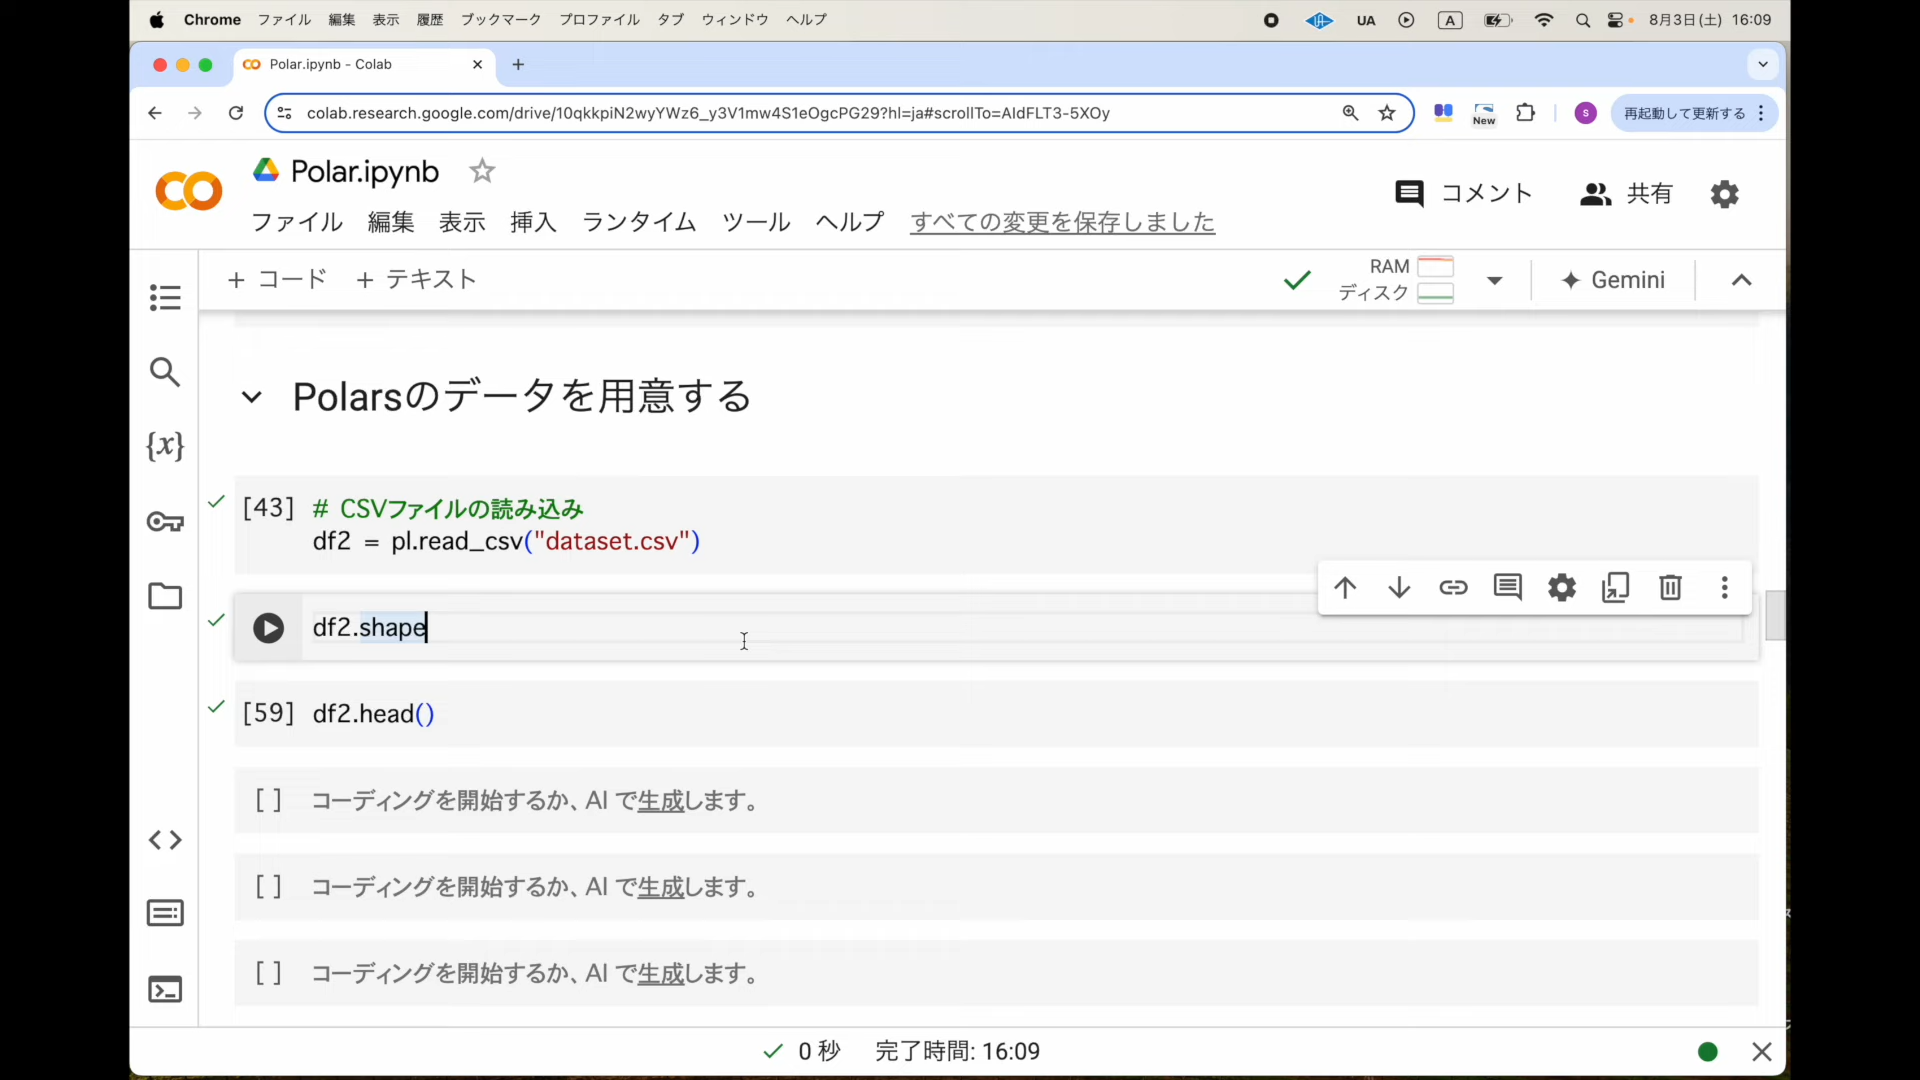 Chrome ファイル 編集 表示 履歴 ブックマーク プロファイル タブ ウィンドウ ヘルプ UA A 8月3日(土) 16:09
Polar.ipynb - Colab
colab.research.google.com/drive/10qkkpiN2wyYWz6_y3V1mw4S1eOgcPG29?hl=ja#scrollTo=AldFLT3-5XOy New S 再起動して更新する
Polar.ipynb
コメント 共有
ファイル 編集 表示 挿入 ランタイム ツール ヘルプ すべての変更を保存しました
+ コード + テキスト
RAM
ディスク
Gemini
Polarsのデータを用意する
[43] # CSVファイルの読み込み
df2 = pl.read_csv("dataset.csv")
df2.shape
[59] df2.head()
[ ] コーディングを開始するか、AI で生成します。
[ ] コーディングを開始するか、AI で生成します。
[ ] コーディングを開始するか、AI で生成します。
0 秒 完了時間: 16:09